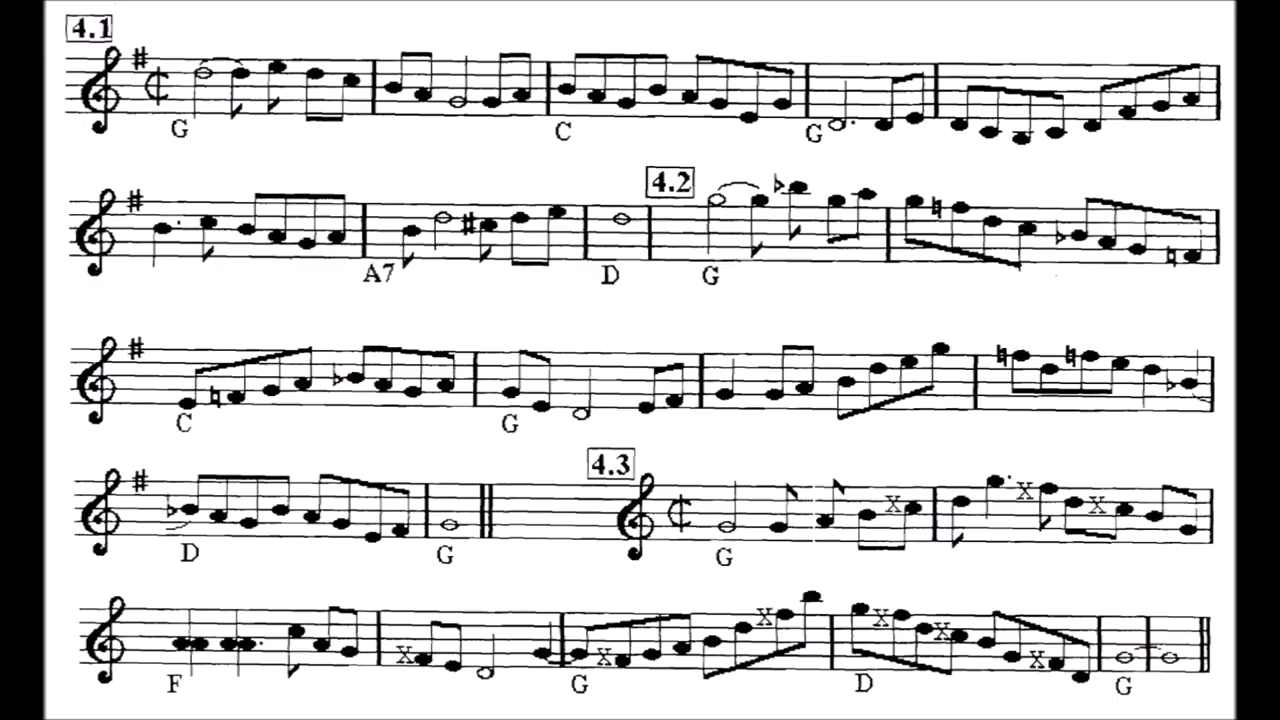 4.1
G C G
4.2
A7 D G
C G
4.3
D G G
X X X
X X X X X X
F G D G